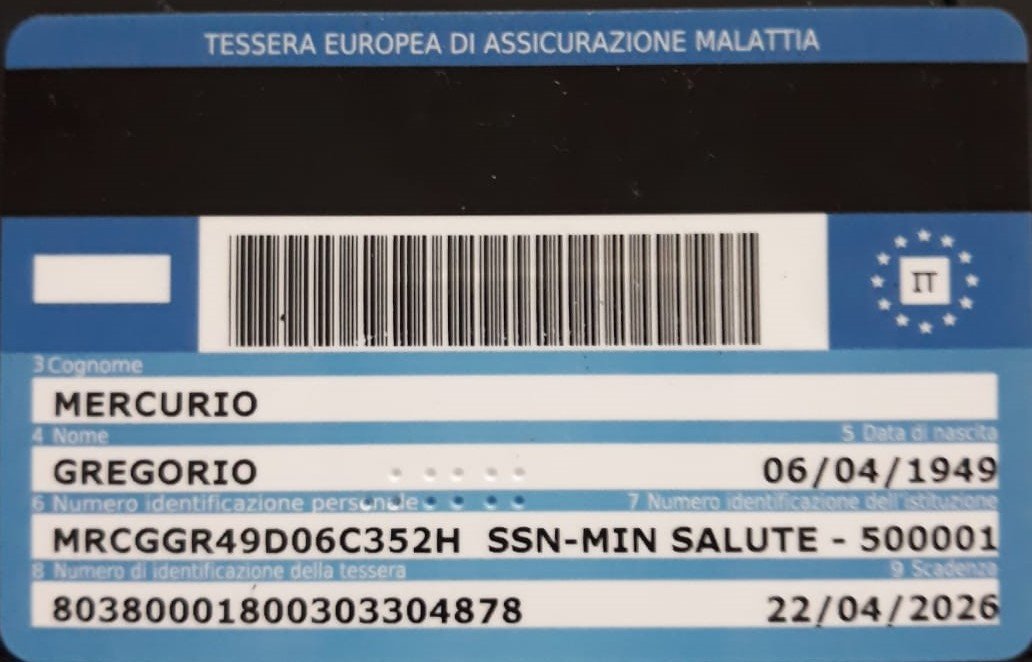 TESSERA EUROPEA DI ASSICURAZIONE MALATTIA
IT
3 Cognome
MERCURIO
4 Nome 5 Data di nascita
GREGORIO 06/04/1949
6 Numero identificazione personale 7 Numero identificazione dell'istituzione
MRCGGR49D06C352H SSN-MIN SALUTE - 500001
8 Numero di identificazione della tessera 9 Scadenza
80380001800303304878 22/04/2026